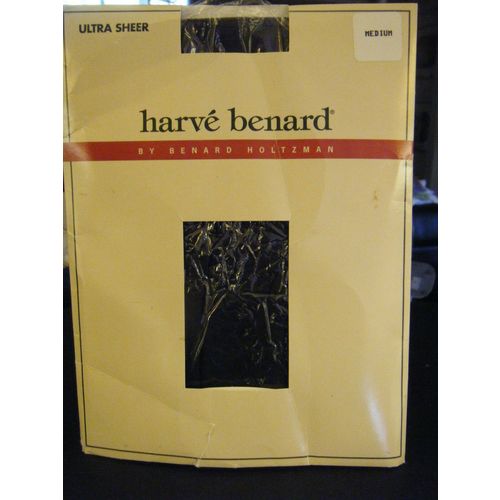 ULTRA SHEER
MEDIUM
harvé benard®
BY BENARD HOLTZMAN